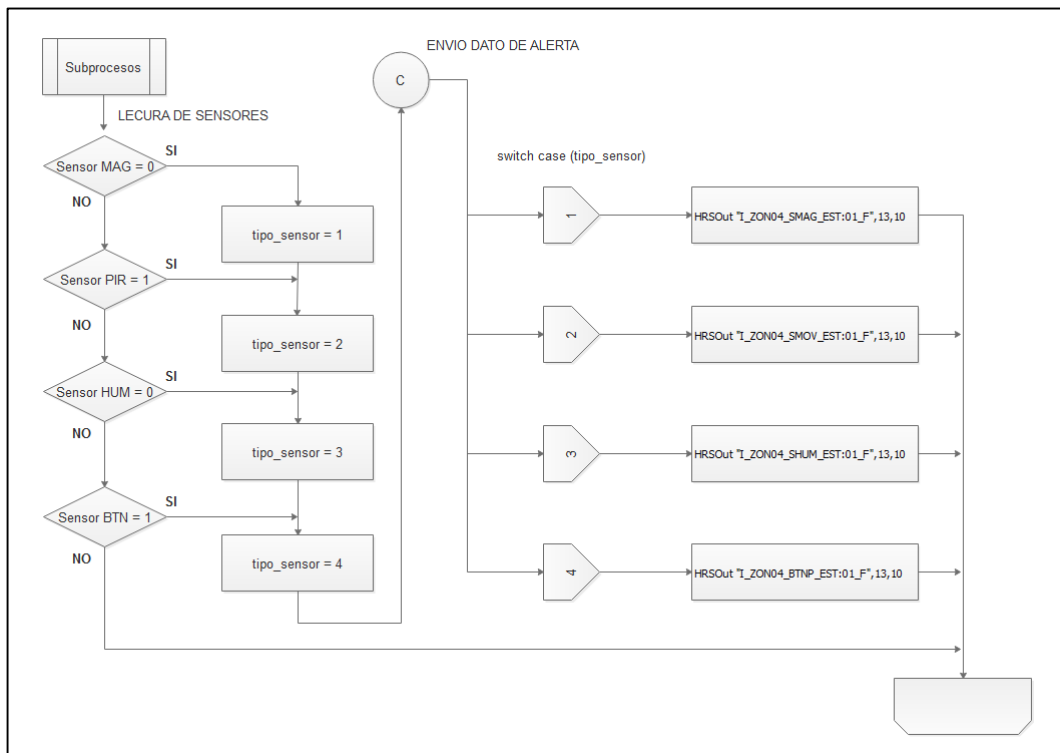 Subprocesos
LECURA DE SENSORES
Sensor MAG = 0
SI
NO
tipo_sensor = 1
Sensor PIR = 1
SI
NO
tipo_sensor = 2
Sensor HUM = 0
SI
NO
tipo_sensor = 3
Sensor BTN = 1
SI
NO
tipo_sensor = 4
ENVIO DATO DE ALERTA
C
switch case (tipo_sensor)
1
HRSOut "I_ZON04_SMAG_EST:01_F",13,10
2
HRSOut "I_ZON04_SMOV_EST:01_F",13,10
3
HRSOut "I_ZON04_SHUM_EST:01_F",13,10
4
HRSOut "I_ZON04_BTNP_EST:01_F",13,10